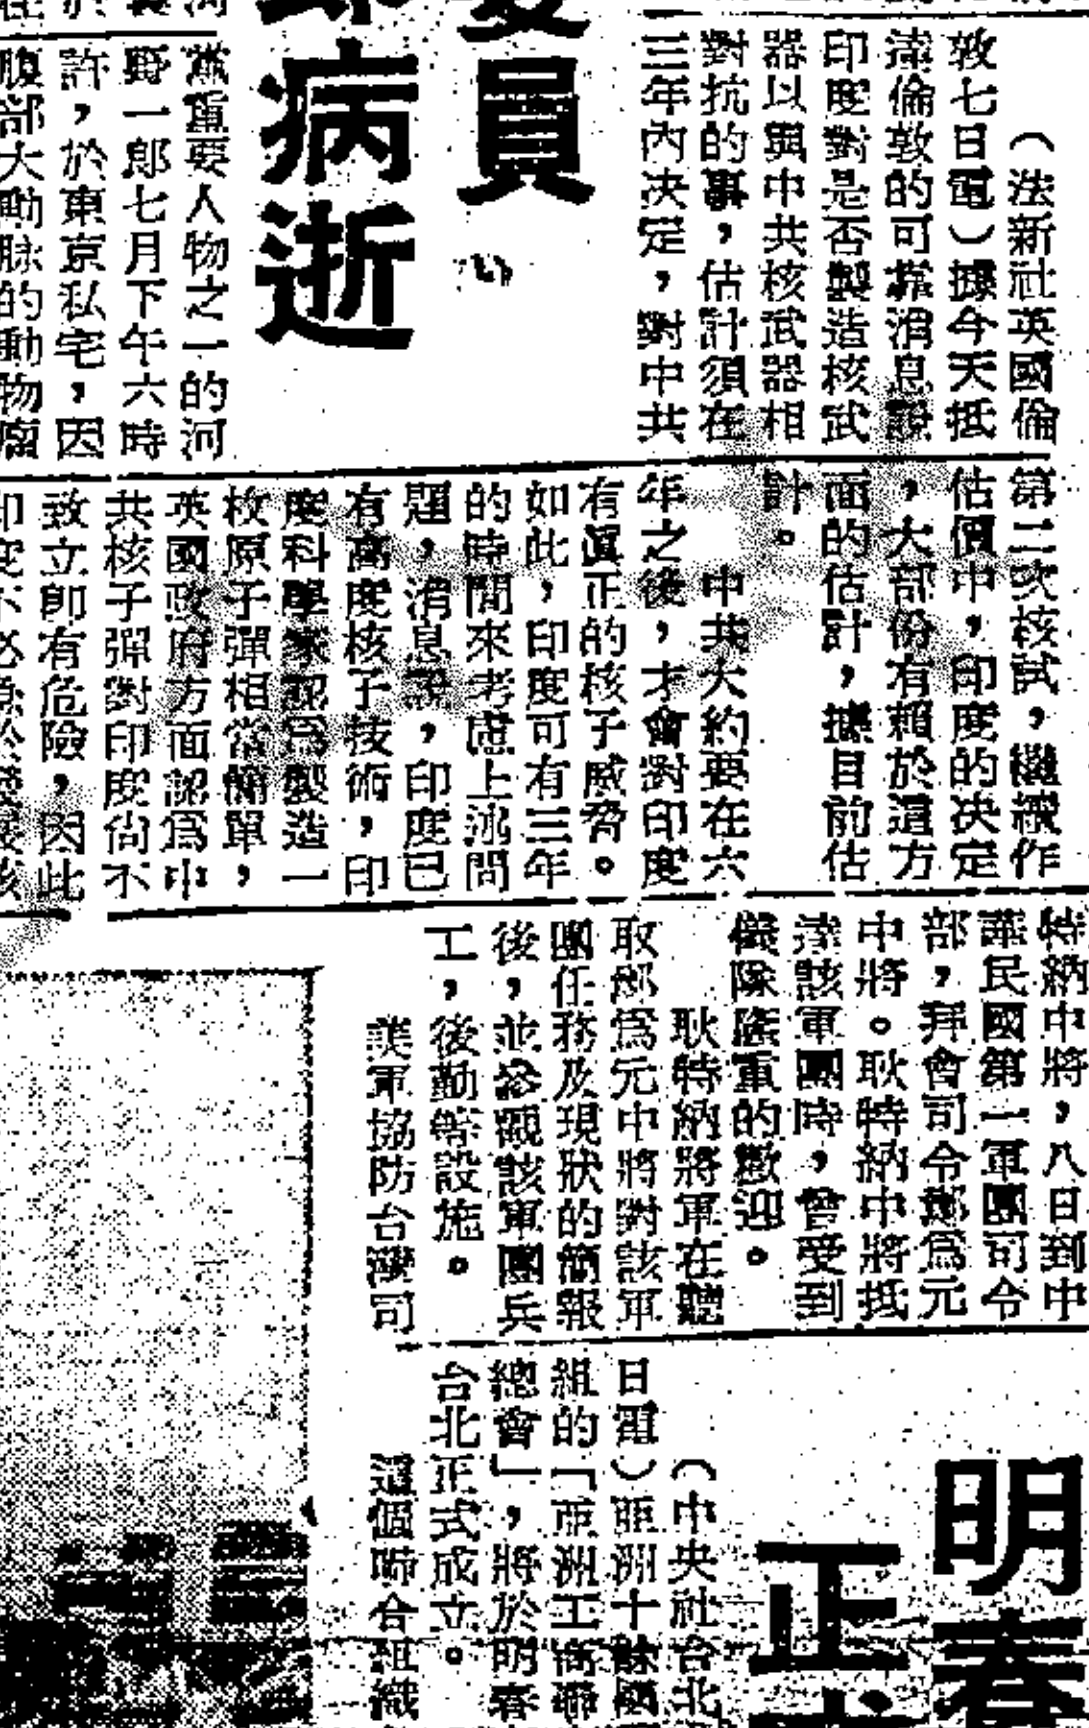 員
病逝
（法新社英國倫
敦七日電）據今天抵
達倫敦的可靠消息說
印度對是否製造核武
器以與中共核武器相
對抗的事，估計須在
三年內決定，對中共
第二次核試，繼續作
估價中，印度的決定
，大部份有賴於這方
面的估計，據目前估
計。
中共大約要在六
年之後，才會對印度
有眞正的核子威脅。
如此，印度可有三年
的時間來考慮上述問
題，消息說，印度已
有高度核子技術，印
度科學家認爲製造一
枚原子彈相當簡單，
英國政府方面認爲中
共核子彈對印度尙不
致立即有危險，因此
黨重要人物之一的河
野一郎七月下午六時
許，於東京私宅，因
腹部大動脉的動物瘤
特納中將，八日到中
華民國第一軍團司令
部，拜會司令鄭爲元
中將。耿特納中將抵
達該軍團時，曾受到
儀隊隆重的歡迎。
耿特納將軍在聽
取鄭爲元中將對該軍
團任務及現狀的簡報
後，並參觀該軍團兵
工，後勤等設施。
美軍協防台灣司
明春
正
（中央社台北
日電）亞洲十餘國
組的「亞洲工商聯
總會」，將於明春
台北正式成立。
這個聯合組織